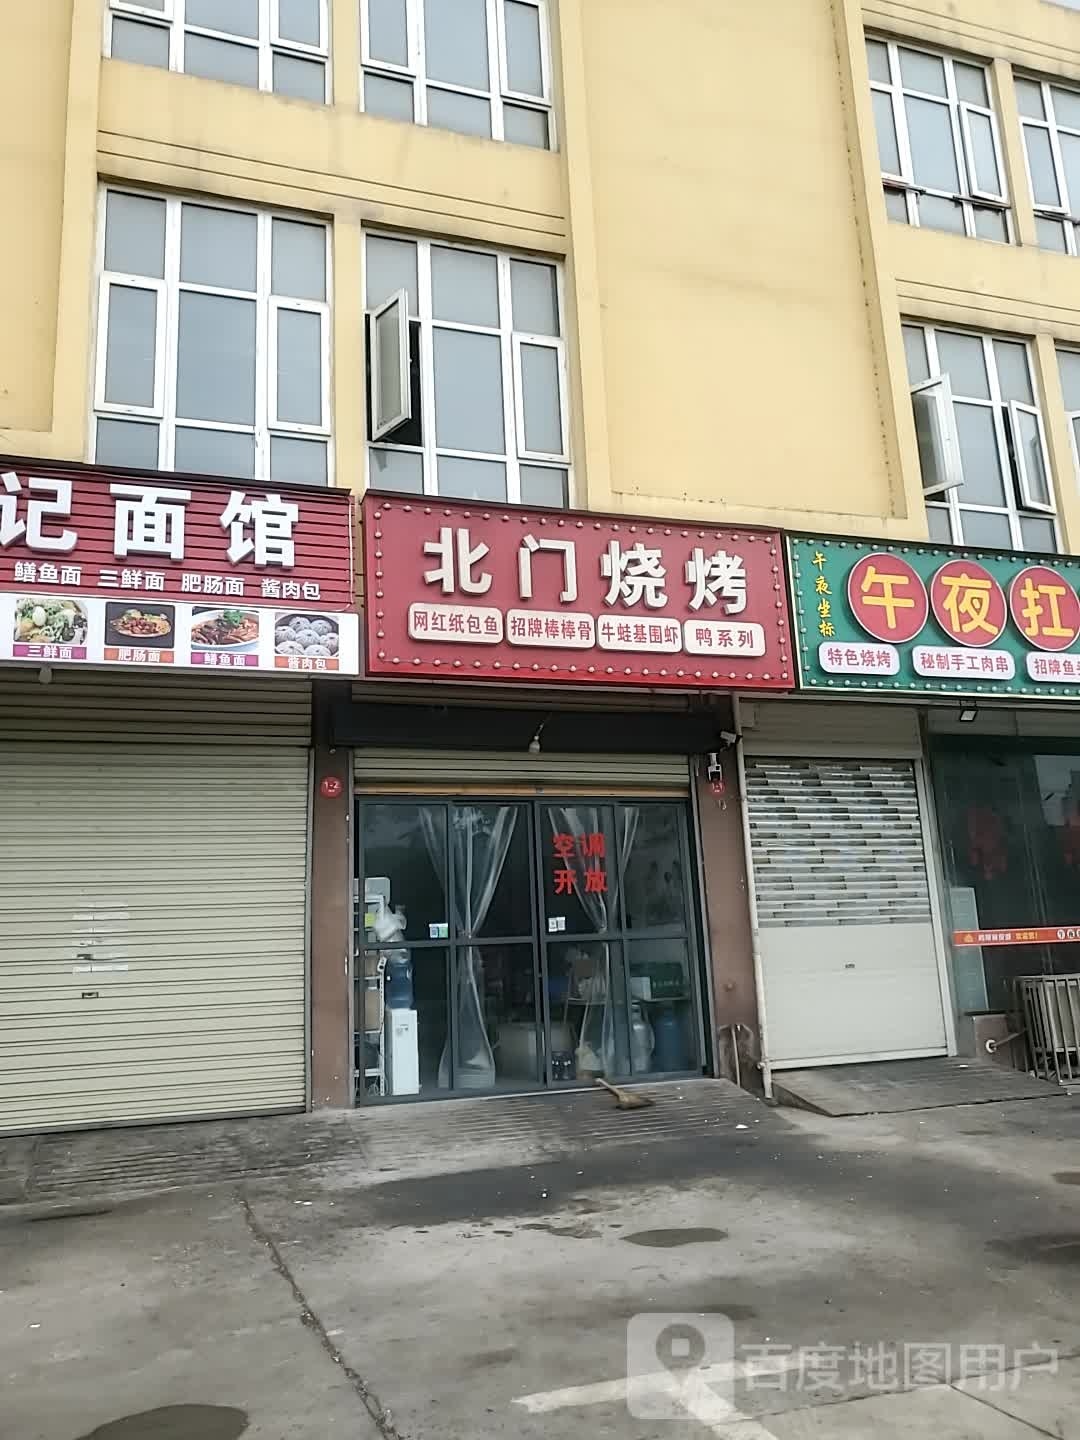 记面馆
鳝鱼面 三鲜面 肥肠面 酱肉包
三鲜面 肥肠面 鳝鱼面 酱肉包
北门烧烤
网红纸包鱼 招牌棒棒骨 牛蛙基围虾 鸭系列
午夜坐标
午夜扛
特色烧烤 秘制手工肉串 招牌鱼
1-2
空调
开放
百度地图用户